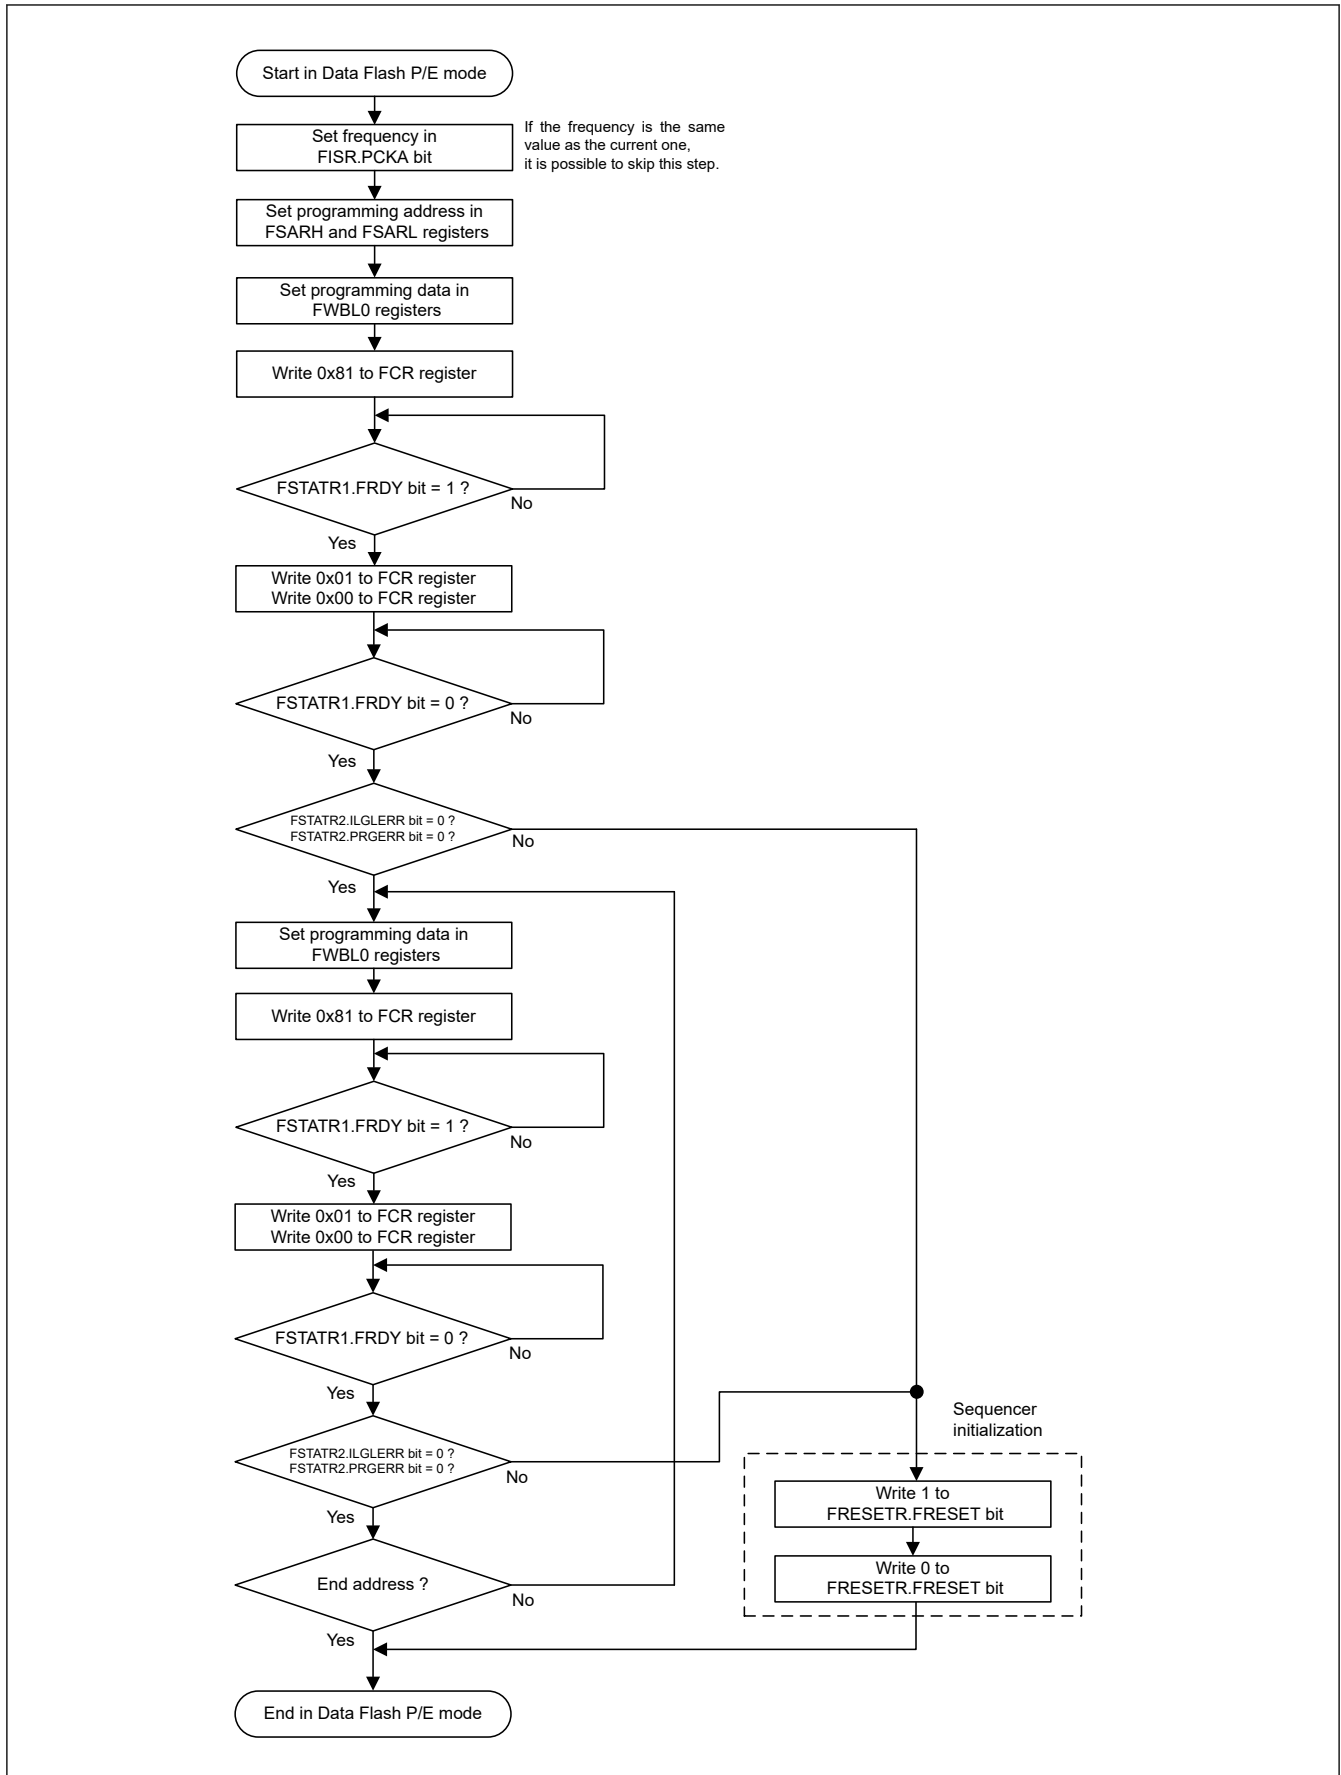 Start in Data Flash P/E mode
Set frequency in
FISR.PCKA bit
If the frequency is the same
value as the current one,
it is possible to skip this step.
Set programming address in
FSARH and FSARL registers
Set programming data in
FWBL0 registers
Write 0x81 to FCR register
FSTATR1.FRDY bit = 1 ?
No
Yes
Write 0x01 to FCR register
Write 0x00 to FCR register
FSTATR1.FRDY bit = 0 ?
No
Yes
FSTATR2.ILGLERR bit = 0 ?
FSTATR2.PRGERR bit = 0 ?
No
Yes
Set programming data in
FWBL0 registers
Write 0x81 to FCR register
FSTATR1.FRDY bit = 1 ?
No
Yes
Write 0x01 to FCR register
Write 0x00 to FCR register
FSTATR1.FRDY bit = 0 ?
No
Yes
FSTATR2.ILGLERR bit = 0 ?
FSTATR2.PRGERR bit = 0 ?
No
Yes
Sequencer
initialization
Write 1 to
FRESETR.FRESET bit
Write 0 to
FRESETR.FRESET bit
End address ?
No
Yes
End in Data Flash P/E mode